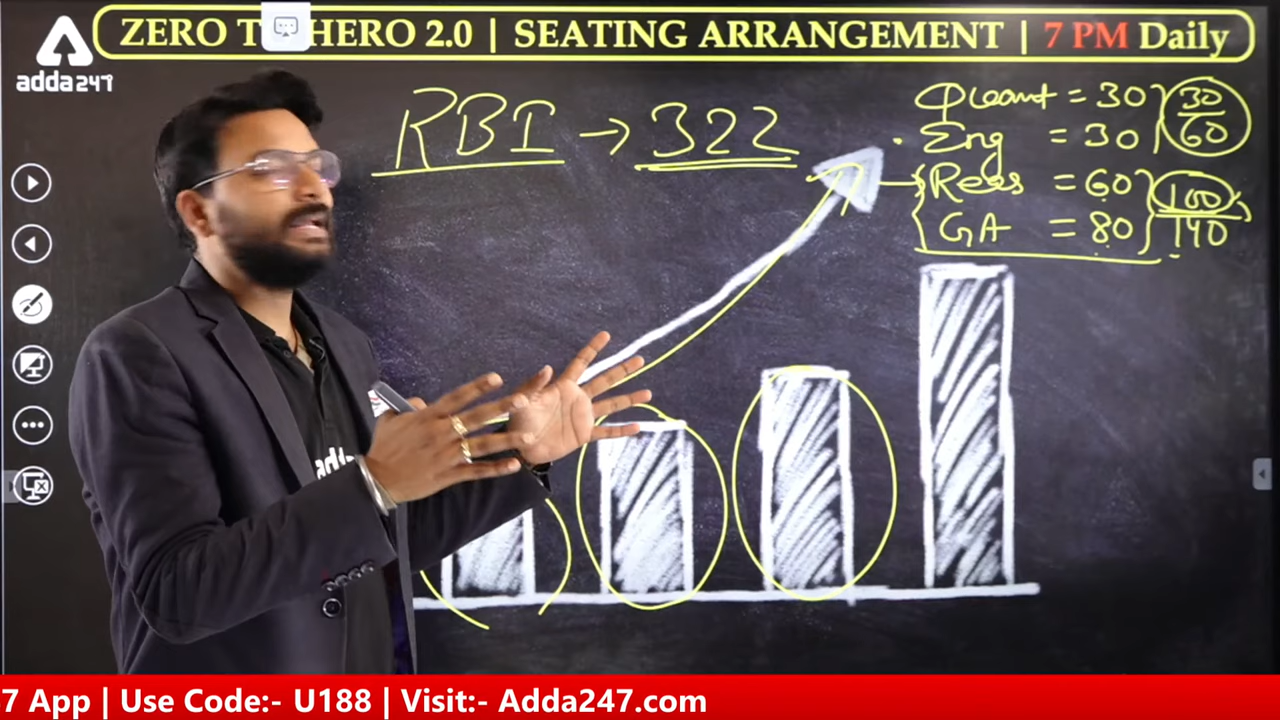 ZERO T HERO 2.0 | SEATING ARRANGEMENT | 7 PM Daily
adda247
RBI → 322
Quant = 30
Eng = 30
30
60
Reas = 60
GA = 80
100
140
7 App | Use Code:- U188 | Visit:- Adda247.com